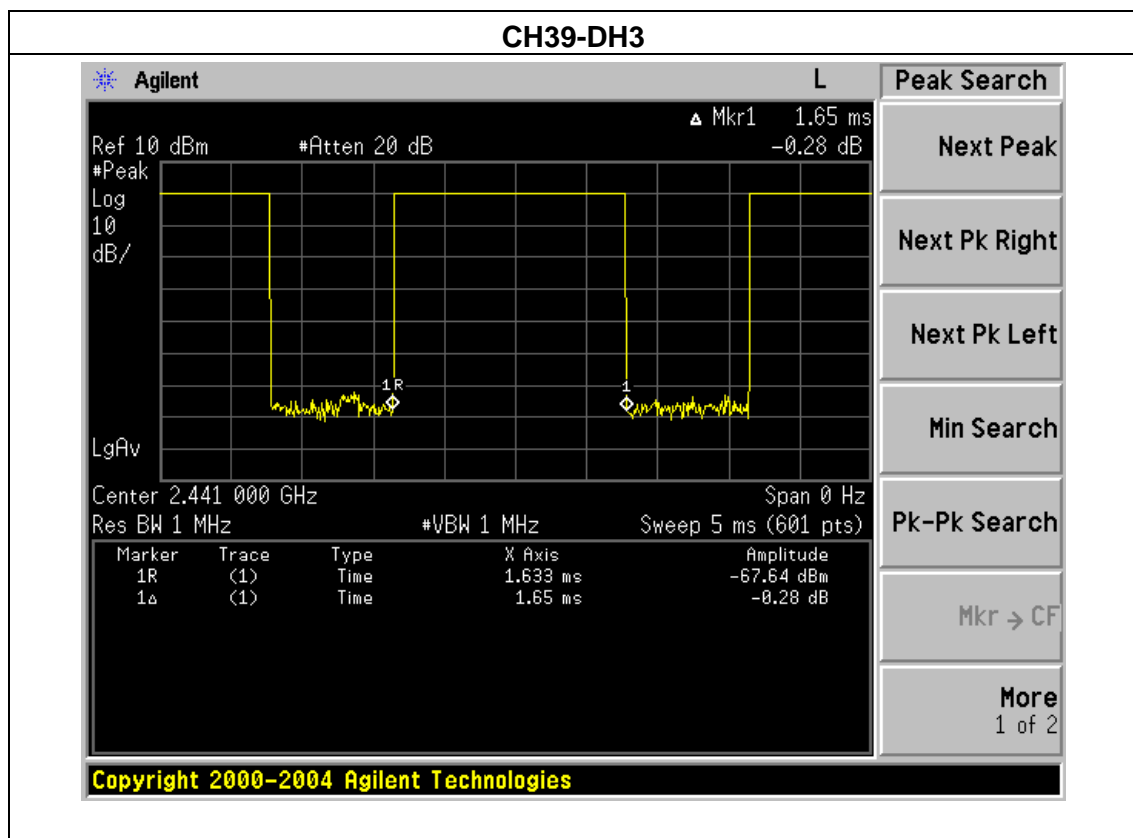 CH39-DH3
Agilent L Peak Search
Δ Mkr1 1.65 ms
Ref 10 dBm #Atten 20 dB −0.28 dB
#Peak
Log
10
dB/
1R
1
LgAv
Center 2.441 000 GHz Span 0 Hz
Res BW 1 MHz #VBW 1 MHz Sweep 5 ms (601 pts)
Marker Trace Type X Axis Amplitude
1R (1) Time 1.633 ms −67.64 dBm
1Δ (1) Time 1.65 ms −0.28 dB
Next Peak
Next Pk Right
Next Pk Left
Min Search
Pk-Pk Search
Mkr → CF
More
1 of 2
Copyright 2000-2004 Agilent Technologies